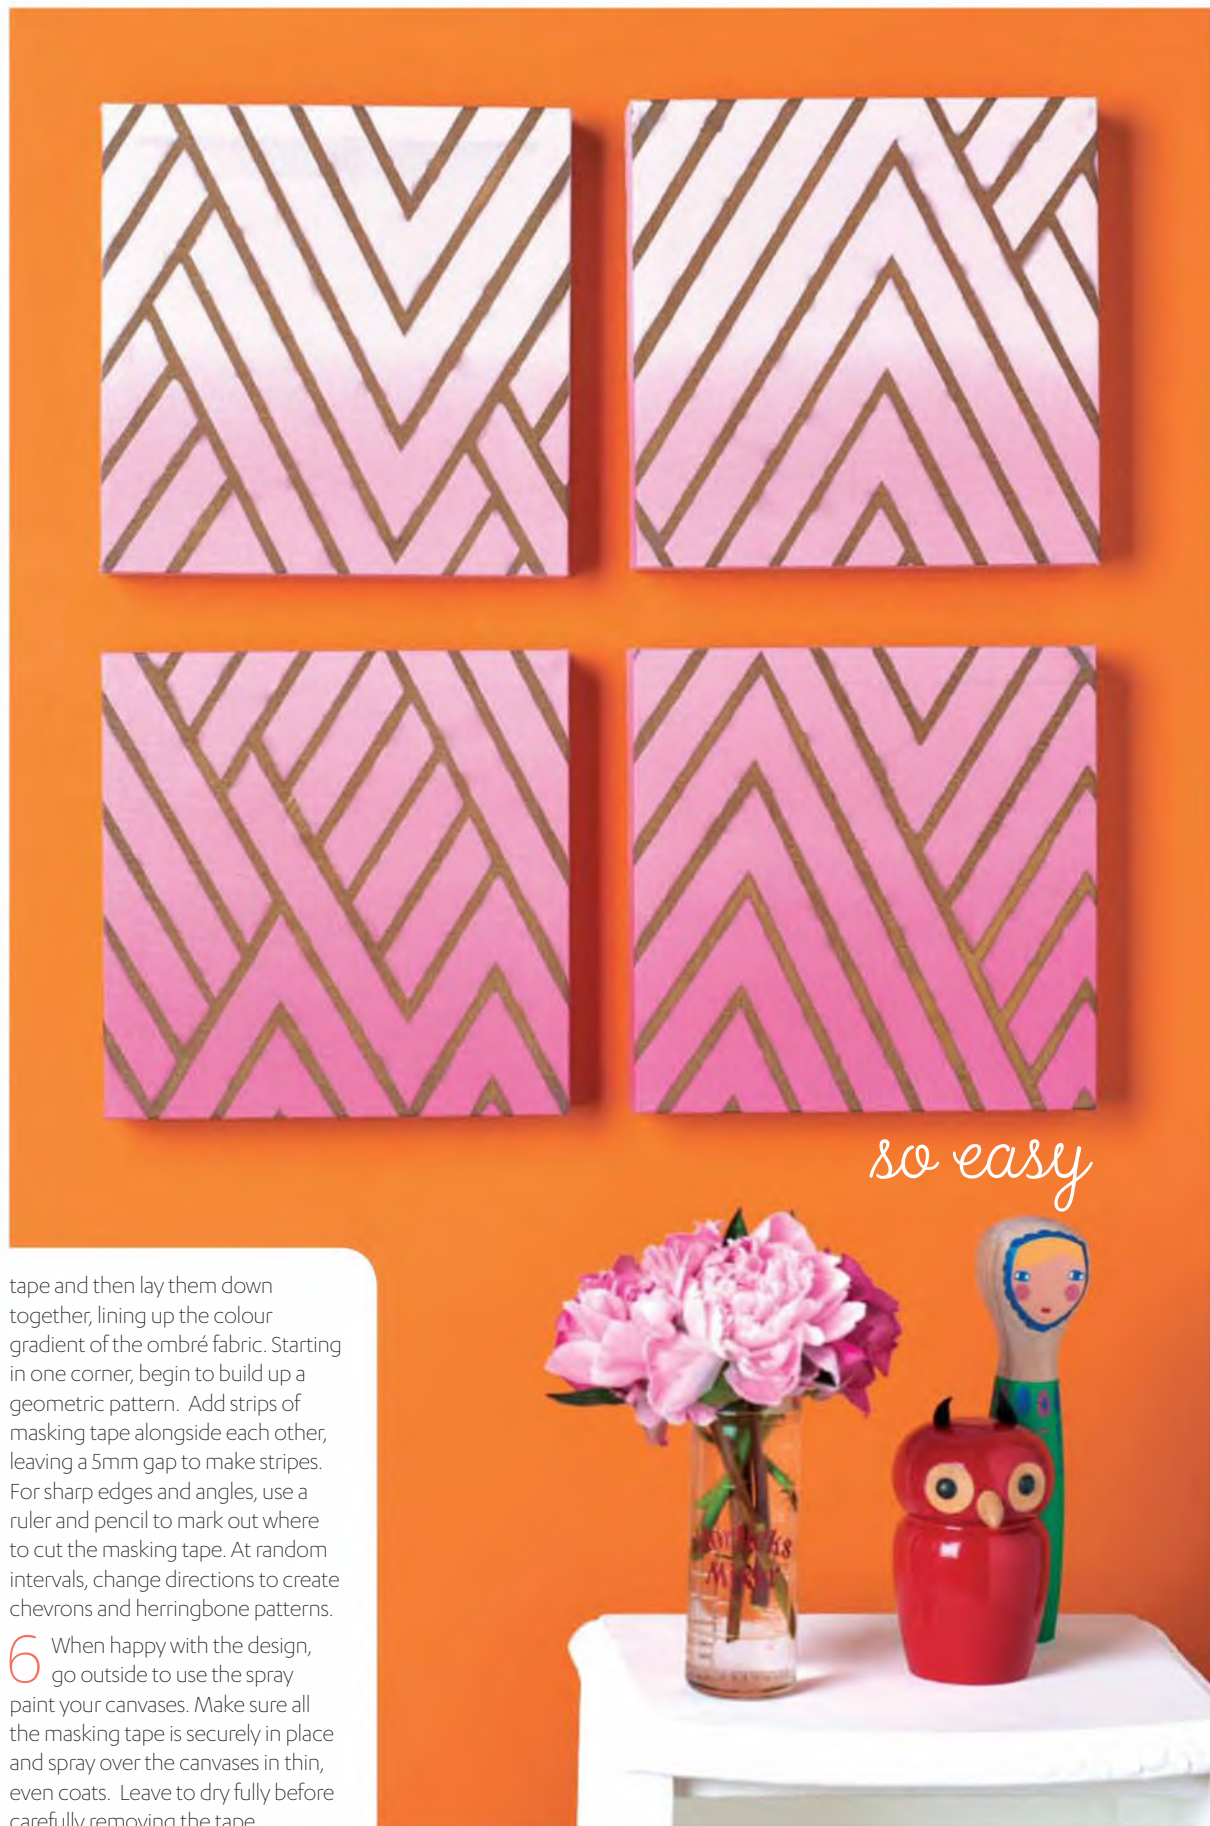 so easy
tape and then lay them down
together, lining up the colour
gradient of the ombré fabric. Starting
in one corner, begin to build up a
geometric pattern. Add strips of
masking tape alongside each other,
leaving a 5mm gap to make stripes.
For sharp edges and angles, use a
ruler and pencil to mark out where
to cut the masking tape. At random
intervals, change directions to create
chevrons and herringbone patterns.
6 When happy with the design,
go outside to use the spray
paint your canvases. Make sure all
the masking tape is securely in place
and spray over the canvases in thin,
even coats. Leave to dry fully before
carefully removing the tape.